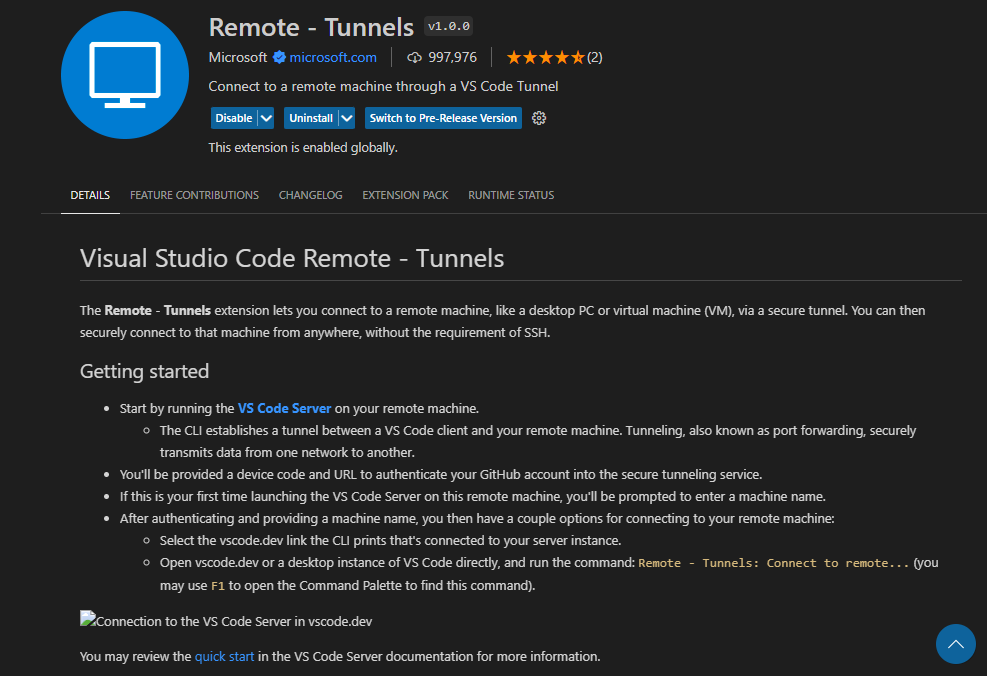 Remote - Tunnels v1.0.0
Microsoft microsoft.com 997,976 (2)
Connect to a remote machine through a VS Code Tunnel
Disable Uninstall Switch to Pre-Release Version
This extension is enabled globally.
DETAILS FEATURE CONTRIBUTIONS CHANGELOG EXTENSION PACK RUNTIME STATUS
Visual Studio Code Remote - Tunnels
The Remote - Tunnels extension lets you connect to a remote machine, like a desktop PC or virtual machine (VM), via a secure tunnel. You can then
securely connect to that machine from anywhere, without the requirement of SSH.
Getting started
• Start by running the VS Code Server on your remote machine.
◦ The CLI establishes a tunnel between a VS Code client and your remote machine. Tunneling, also known as port forwarding, securely
transmits data from one network to another.
• You'll be provided a device code and URL to authenticate your GitHub account into the secure tunneling service.
• If this is your first time launching the VS Code Server on this remote machine, you'll be prompted to enter a machine name.
• After authenticating and providing a machine name, you then have a couple options for connecting to your remote machine:
◦ Select the vscode.dev link the CLI prints that's connected to your server instance.
◦ Open vscode.dev or a desktop instance of VS Code directly, and run the command: Remote - Tunnels: Connect to remote... (you
may use F1 to open the Command Palette to find this command).
Connection to the VS Code Server in vscode.dev
You may review the quick start in the VS Code Server documentation for more information.